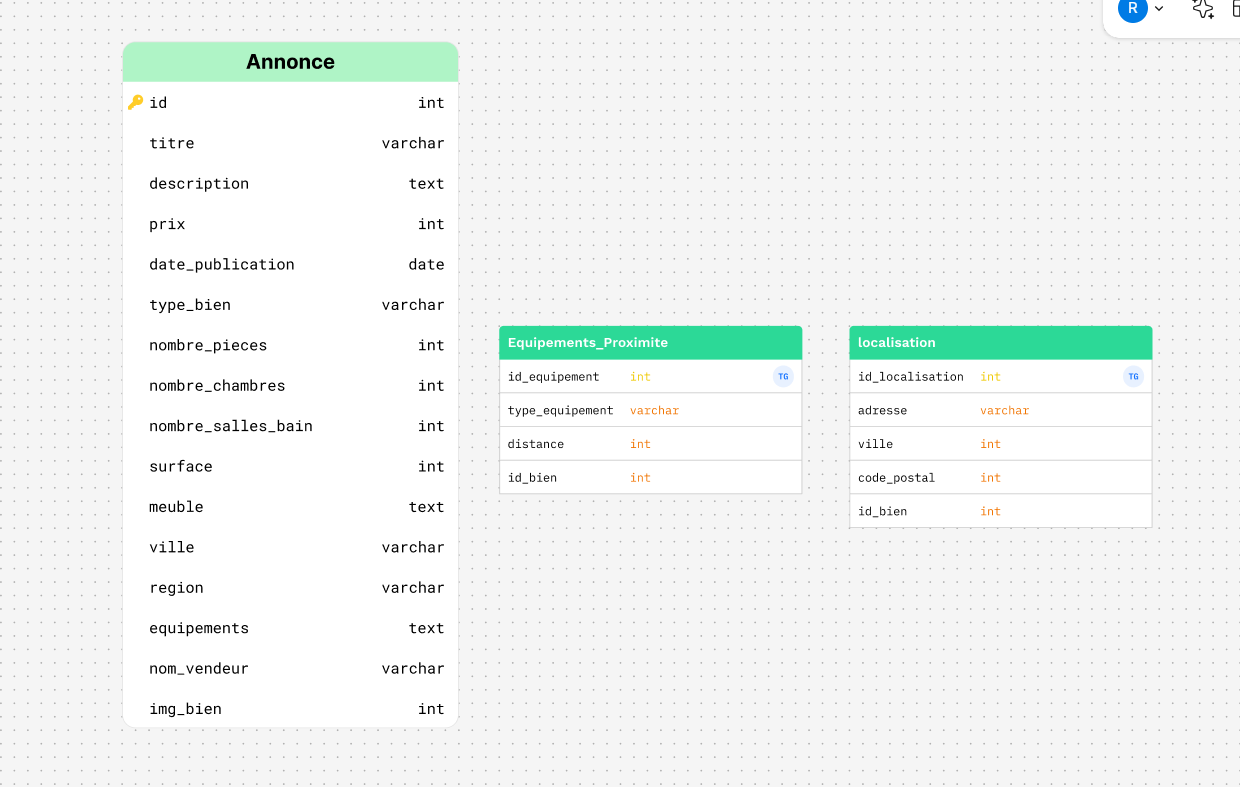 R
Annonce
id int
titre varchar
description text
prix int
date_publication date
type_bien varchar
nombre_pieces int
nombre_chambres int
nombre_salles_bain int
surface int
meuble text
ville varchar
region varchar
equipements text
nom_vendeur varchar
img_bien int
Equipements_Proximite
id_equipement int TG
type_equipement varchar
distance int
id_bien int
localisation
id_localisation int TG
adresse varchar
ville int
code_postal int
id_bien int